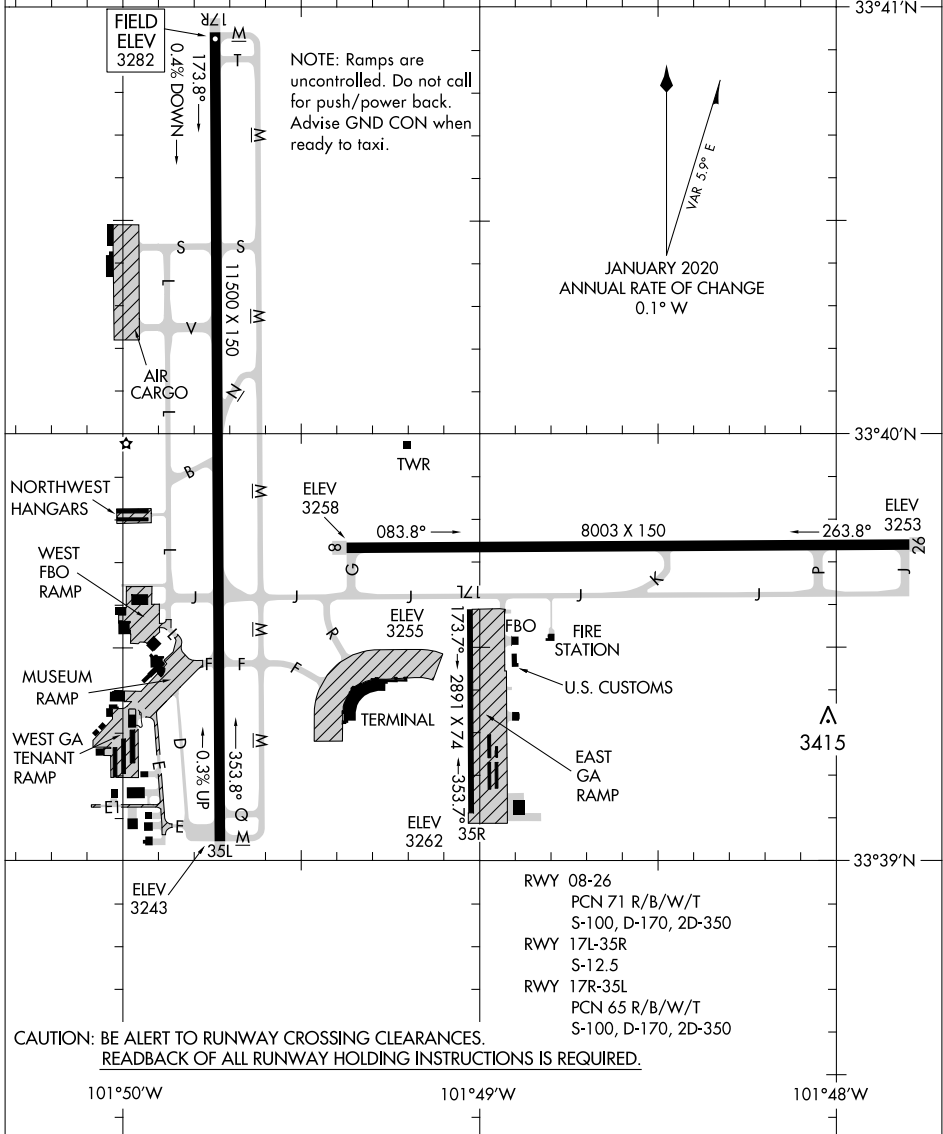 33°41'N
17R
FIELD
ELEV
3282
M
T
NOTE: Ramps are
uncontrolled. Do not call
for push/power back.
Advise GND CON when
ready to taxi.
0.4% DOWN
173.8°
M
VAR 5.9° E
S
S
L
JANUARY 2020
ANNUAL RATE OF CHANGE
0.1° W
11500 X 150
M
V
AIR
CARGO
N
L
33°40'N
TWR
B
NORTHWEST
HANGARS
M
ELEV
3258
ELEV
3253
083.8°
8003 X 150
263.8°
8
26
L
WEST
FBO
RAMP
G
K
P
J
J
J
J
J
17L
ELEV
3255
R
M
173.7°
2891 X 74
353.7°
FBO
FIRE
STATION
U.S. CUSTOMS
L
F
F
F
MUSEUM
RAMP
TERMINAL
3415
WEST GA
TENANT
RAMP
D
E
0.3% UP
353.8°
M
EAST
GA
RAMP
E1
E
Q
M
35L
ELEV
3262
35R
33°39'N
ELEV
3243
RWY 08-26
PCN 71 R/B/W/T
S-100, D-170, 2D-350
RWY 17L-35R
S-12.5
RWY 17R-35L
PCN 65 R/B/W/T
S-100, D-170, 2D-350
CAUTION: BE ALERT TO RUNWAY CROSSING CLEARANCES.
READBACK OF ALL RUNWAY HOLDING INSTRUCTIONS IS REQUIRED.
101°50'W
101°49'W
101°48'W